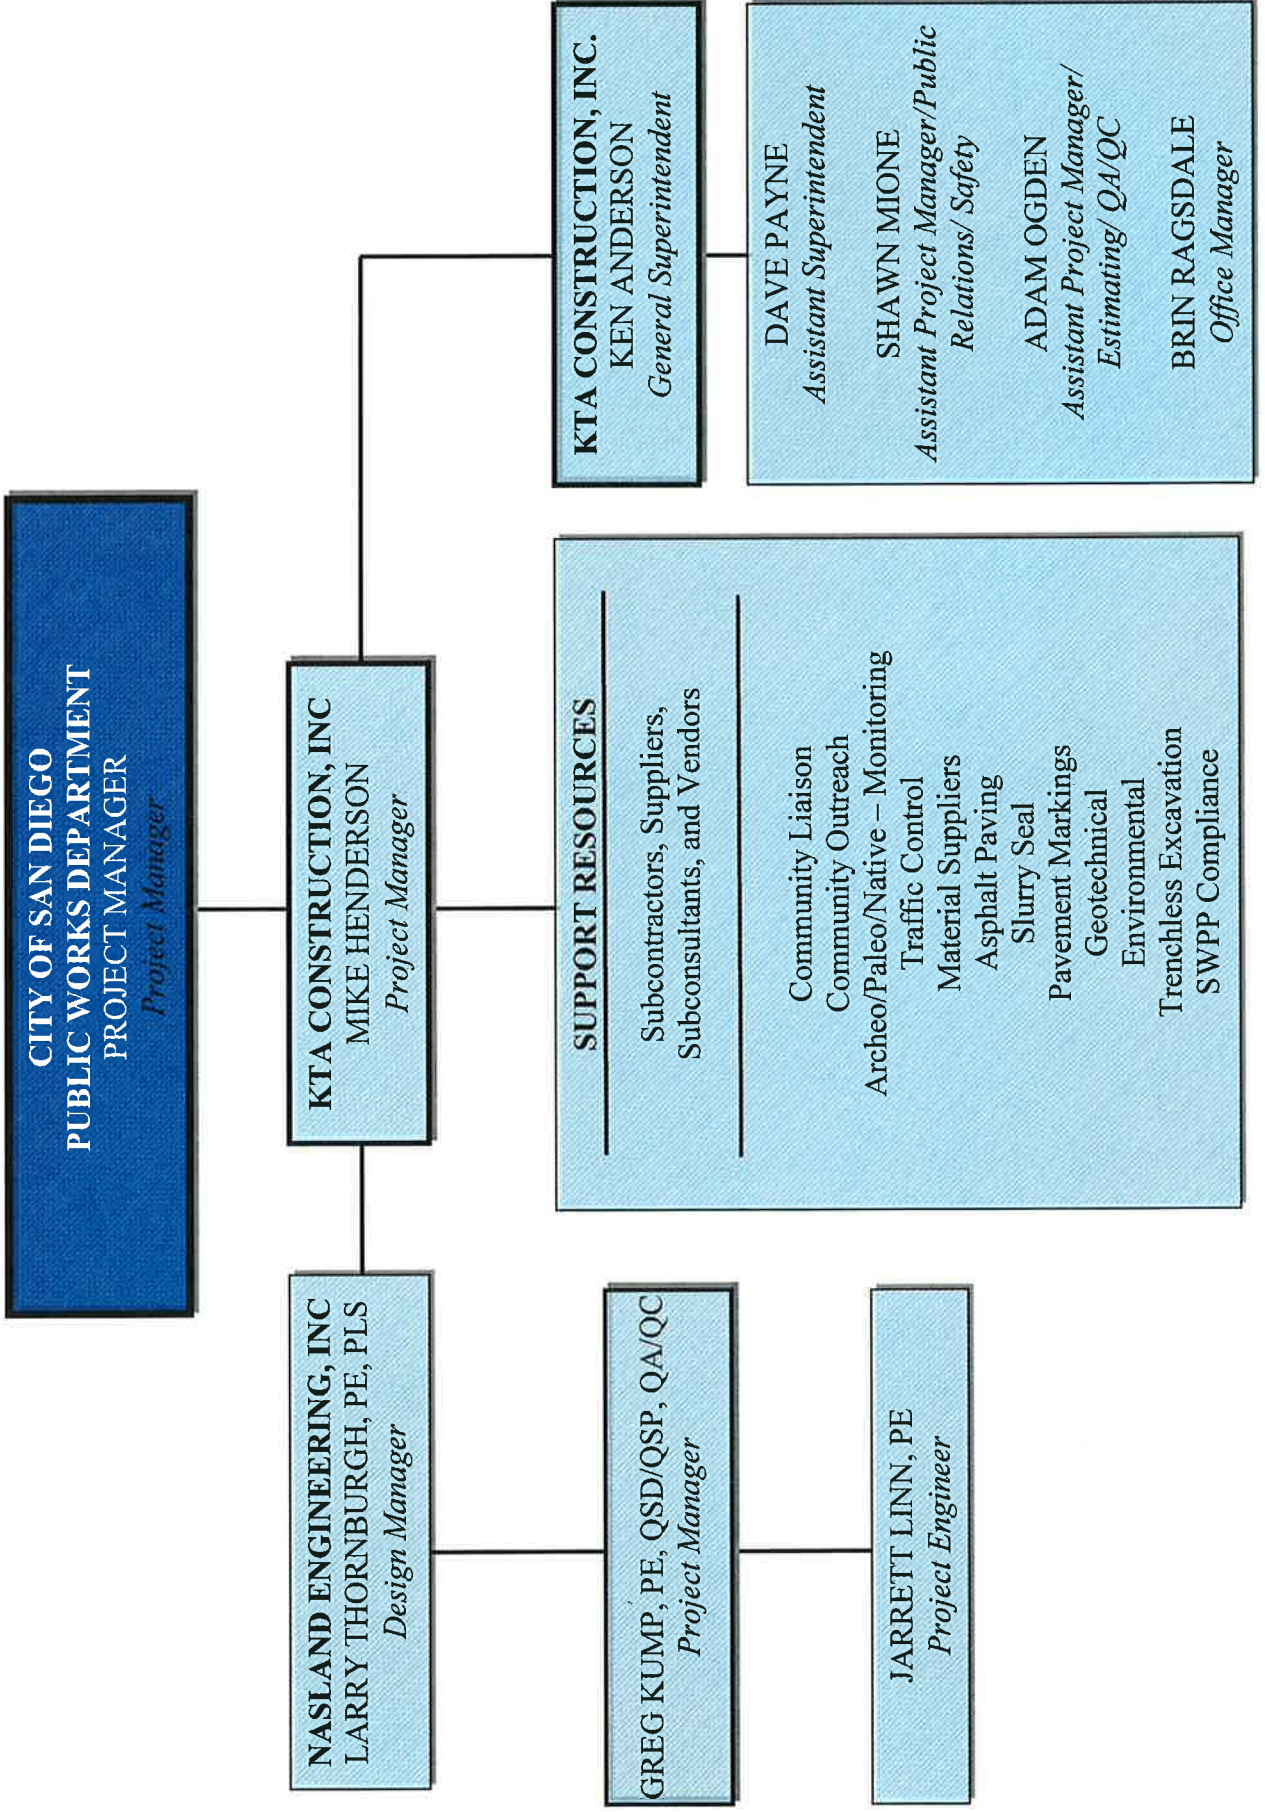 CITY OF SAN DIEGO
PUBLIC WORKS DEPARTMENT
PROJECT MANAGER
Project Manager
NASLAND ENGINEERING, INC
LARRY THORNBURGH, PE, PLS
Design Manager
KTA CONSTRUCTION, INC
MIKE HENDERSON
Project Manager
KTA CONSTRUCTION, INC.
KEN ANDERSON
General Superintendent
GREG KUMP, PE, QSD/QSP, QA/QC
Project Manager
JARRETT LINN, PE
Project Engineer
SUPPORT RESOURCES
Subcontractors, Suppliers,
Subconsultants, and Vendors
Community Liaison
Community Outreach
Archeo/Paleo/Native – Monitoring
Traffic Control
Material Suppliers
Asphalt Paving
Slurry Seal
Pavement Markings
Geotechnical
Environmental
Trenchless Excavation
SWPP Compliance
DAVE PAYNE
Assistant Superintendent
SHAWN MIONE
Assistant Project Manager/Public
Relations/ Safety
ADAM OGDEN
Assistant Project Manager/
Estimating/ QA/QC
BRIN RAGSDALE
Office Manager